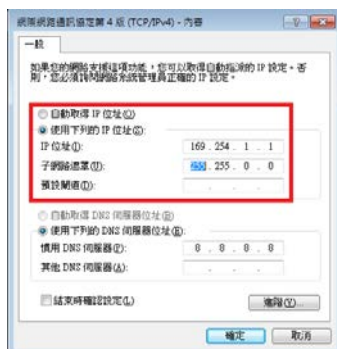 網際網路通訊協定第 4 版 (TCP/IPv4) - 內容
一般
如果您的網路支援這項功能，您可以取得自動指派的 IP 設定。否
則，您必須詢問網路系統管理員正確的 IP 設定。
自動取得 IP 位址(O)
使用下列的 IP 位址(S):
IP 位址(I): 169 . 254 . 1 . 1
子網路遮罩(U): 255 . 255 . 0 . 0
預設閘道(D):
自動取得 DNS 伺服器位址(B)
使用下列的 DNS 伺服器位址(E):
慣用 DNS 伺服器(P): 8 . 8 . 8 . 8
其他 DNS 伺服器(A):
結束時確認設定(L)
進階(V)...
確定 取消